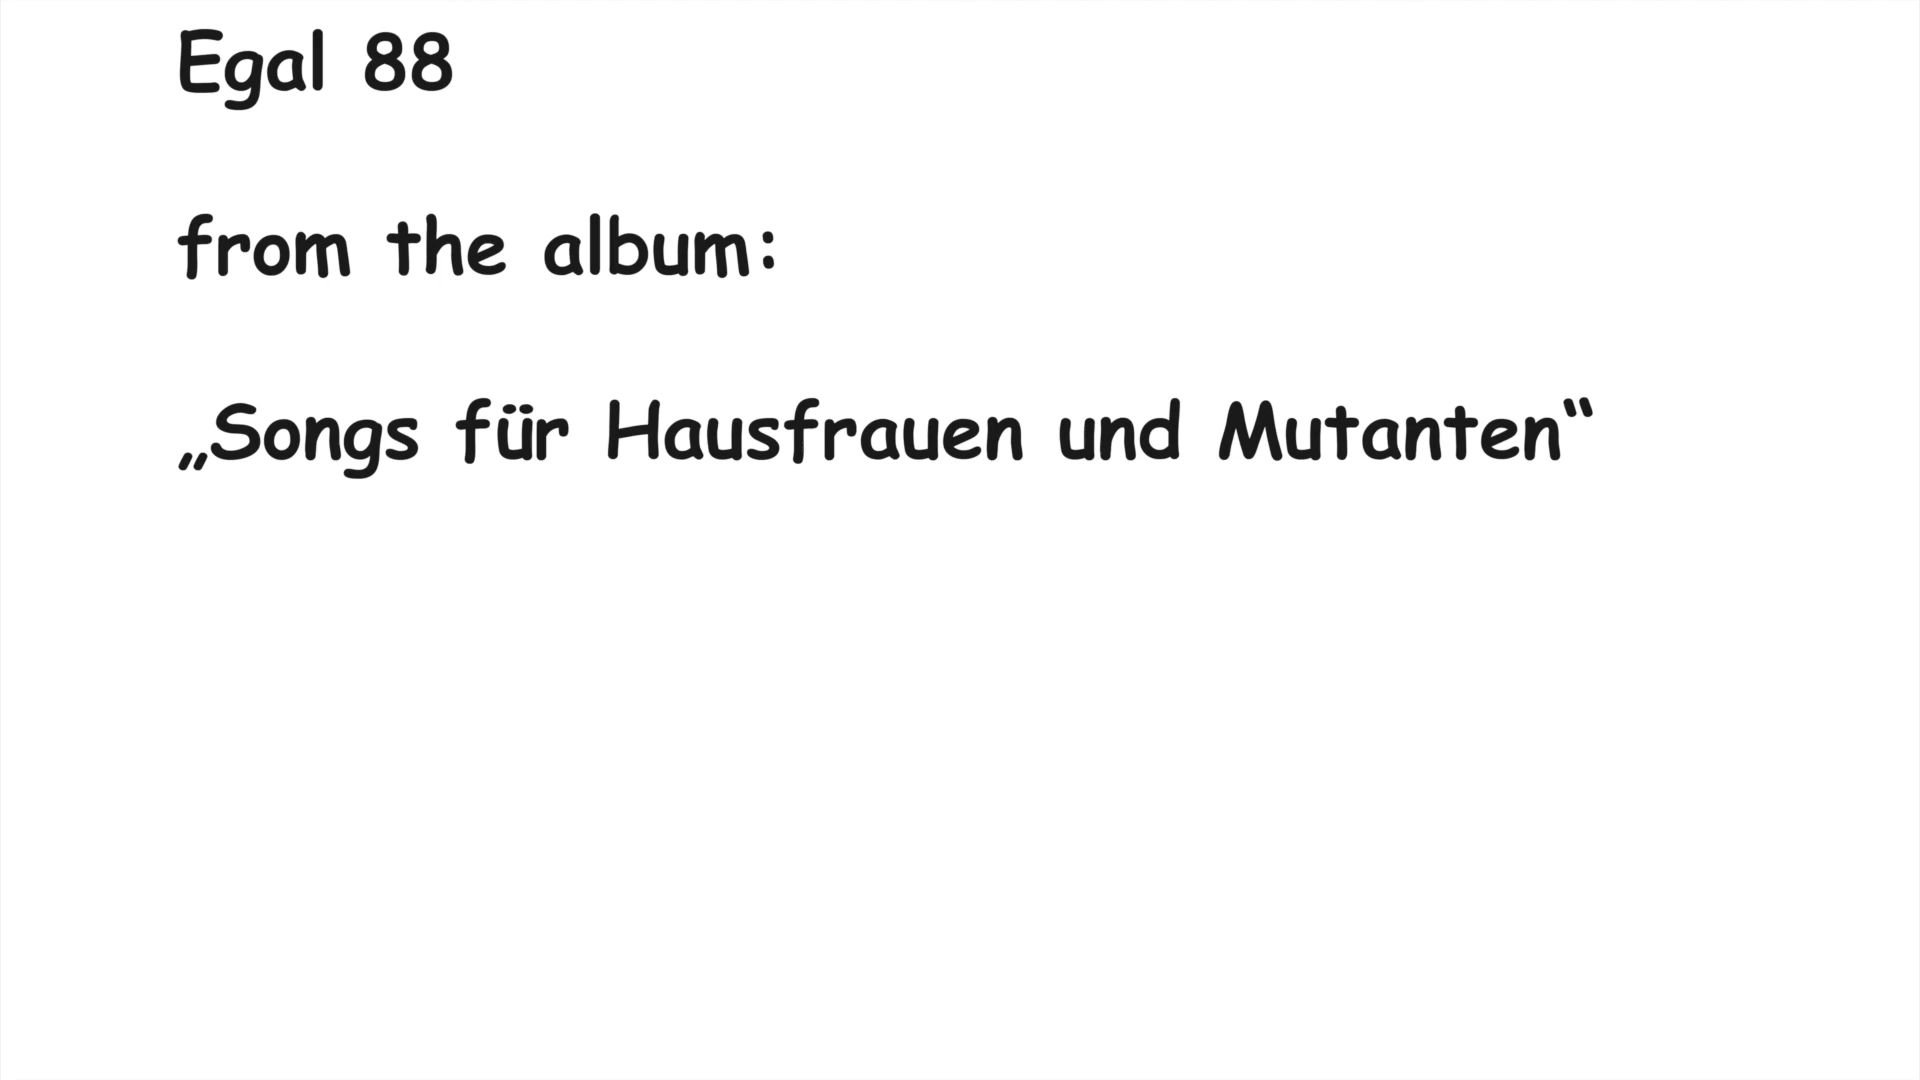 Egal 88
from the album:
„Songs für Hausfrauen und Mutanten“